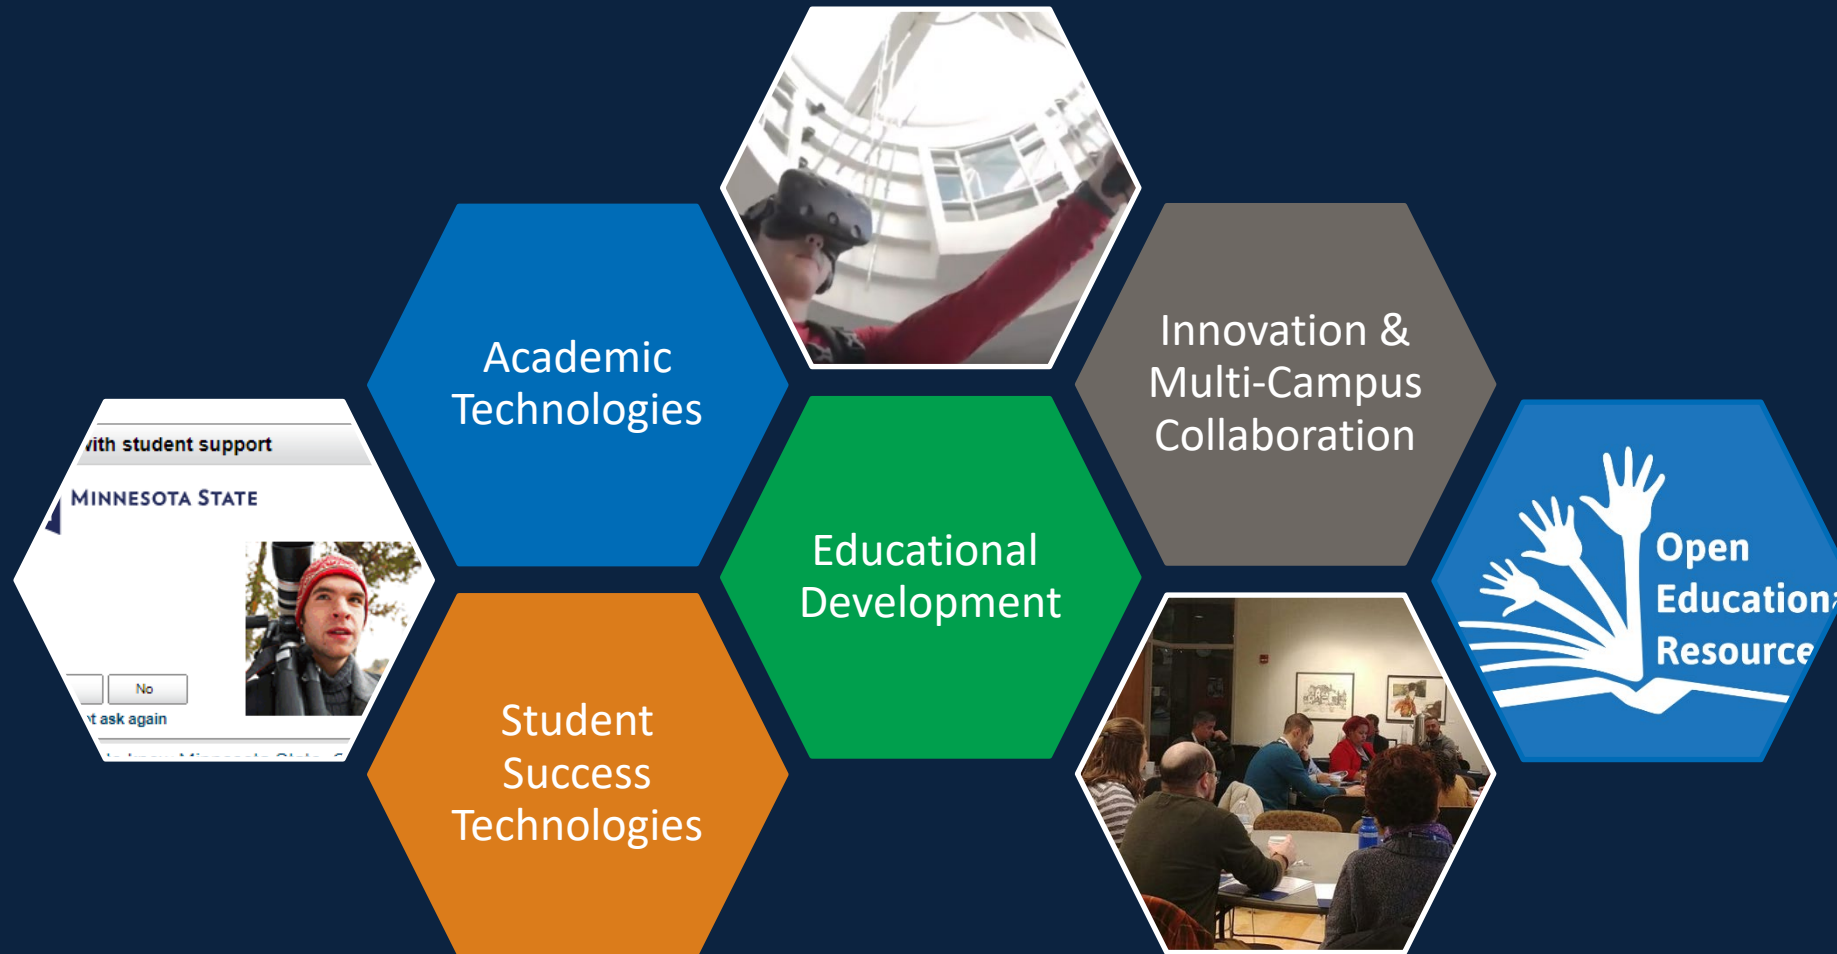 with student support
MINNESOTA STATE
No
ask again
Academic
Technologies
Student
Success
Technologies
Educational
Development
Innovation &
Multi-Campus
Collaboration
Open
Educationa
Resource